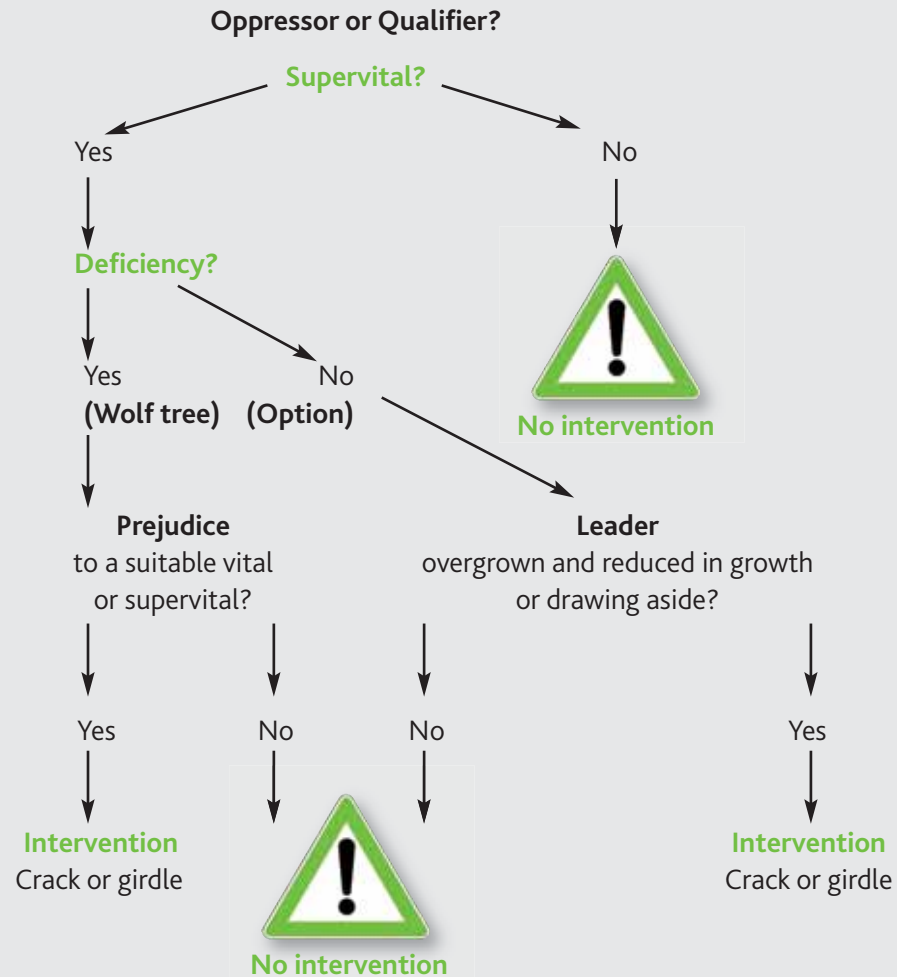 Oppressor or Qualifier?
Supervital?
Yes
No
Deficiency?
Yes
No
(Wolf tree)
(Option)
No intervention
Prejudice
to a suitable vital
or supervital?
Leader
overgrown and reduced in growth
or drawing aside?
Yes
No
No
Yes
Intervention
Crack or girdle
No intervention
Intervention
Crack or girdle